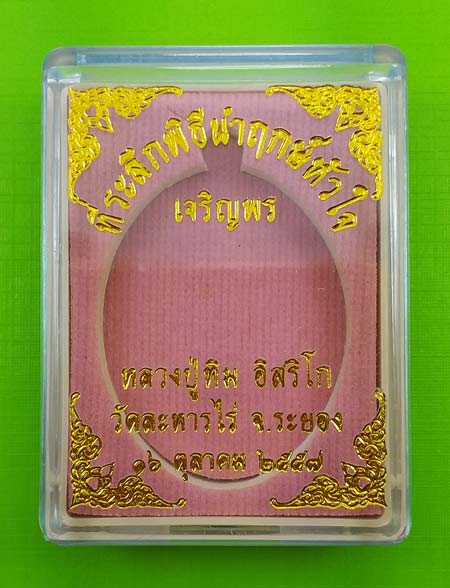 ที่ระลึกพิธีนำฤกษ์หัวใจ
เจริญพร
หลวงปู่ทิม อิสริโก
วัดละหารไร่ จ.ระยอง
๑๖ ตุลาคม ๒๕๕๗